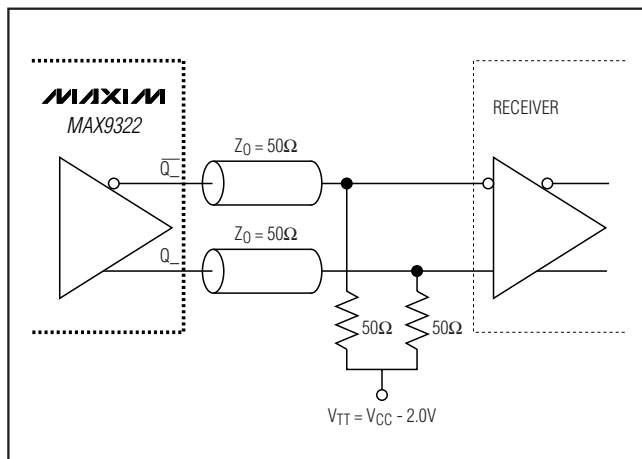 MAXIM
MAX9322
RECEIVER
Q̅_̅
Z0 = 50Ω
Q_
Z0 = 50Ω
50Ω
50Ω
VTT = VCC - 2.0V